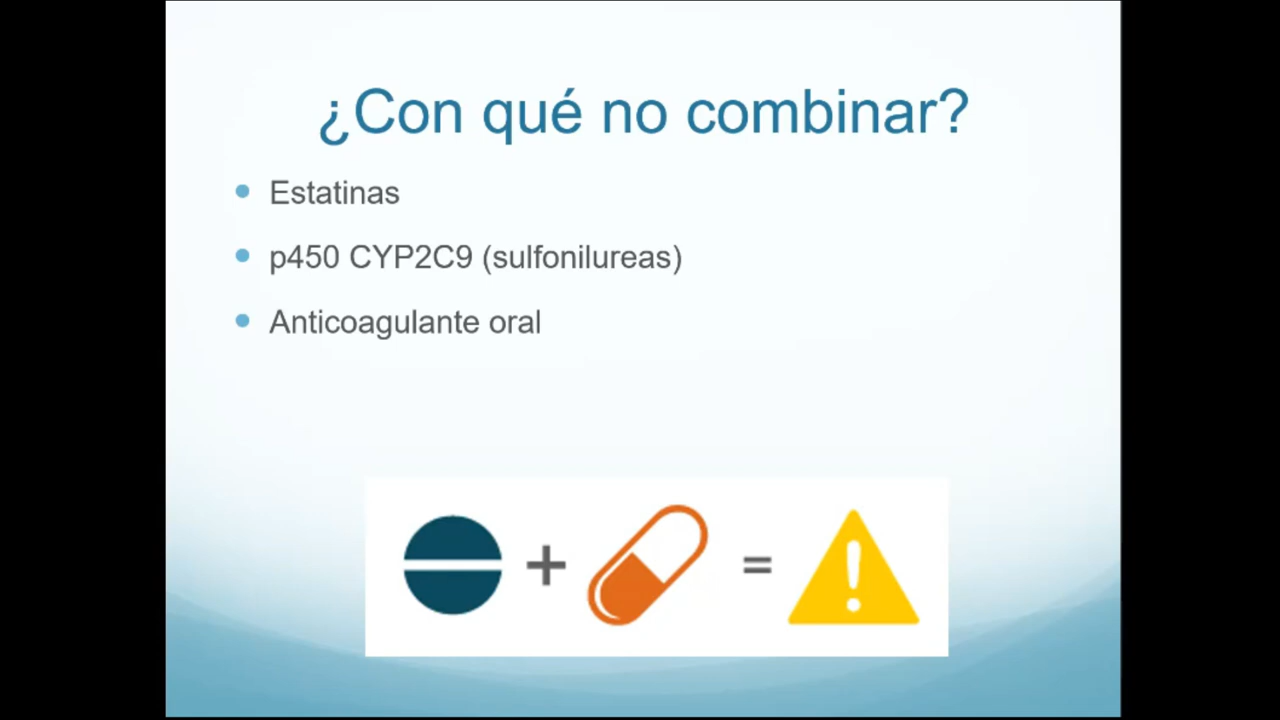 ¿Con qué no combinar?
Estatinas
p450 CYP2C9 (sulfonilureas)
Anticoagulante oral